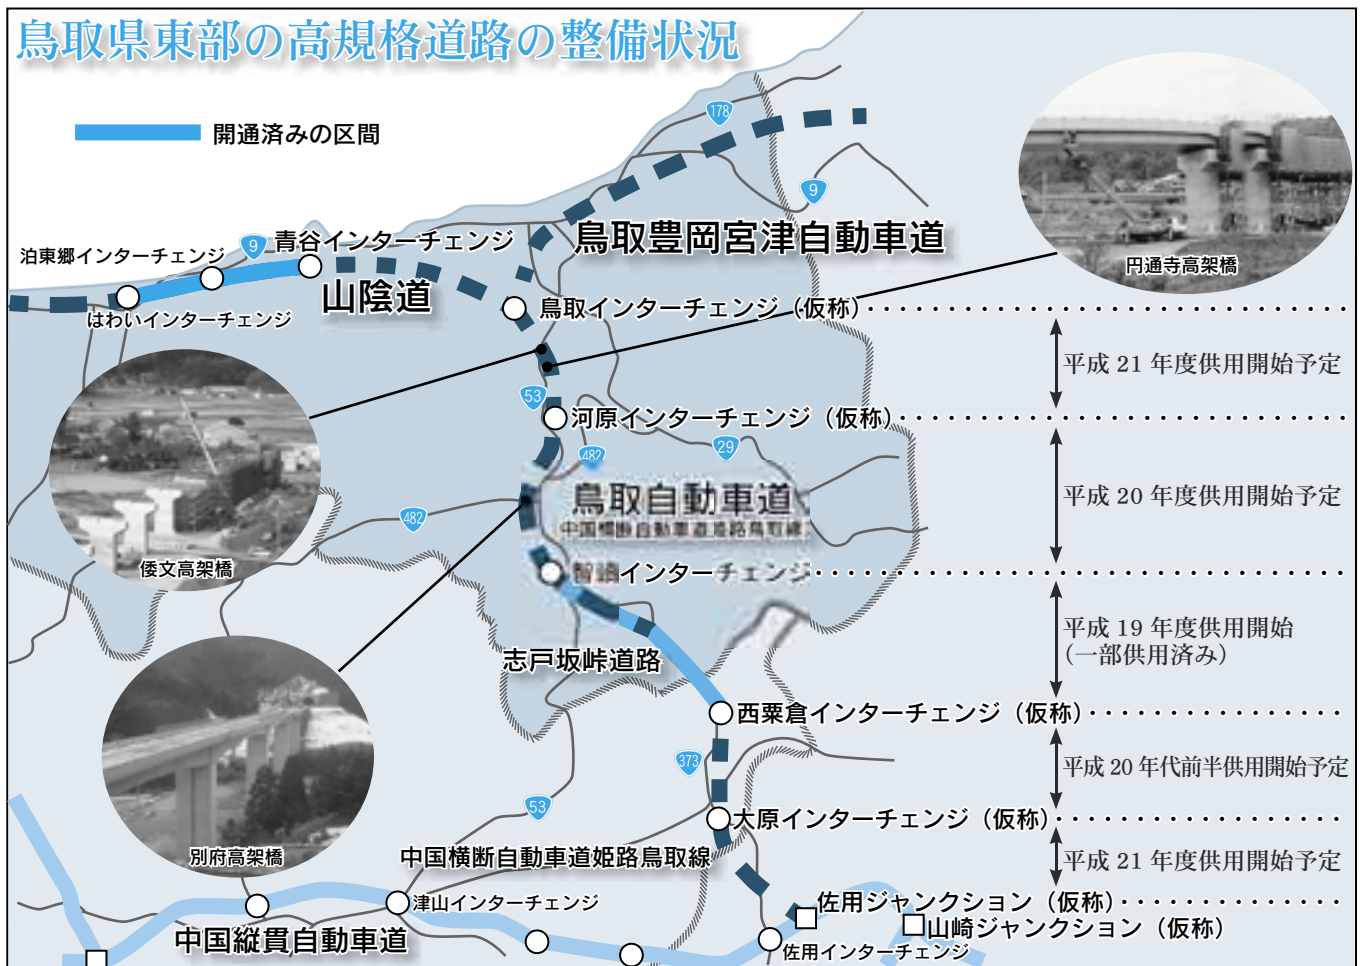 鳥取県東部の高規格道路の整備状況
開通済みの区間
178
9
円通寺高架橋
9
青谷インターチェンジ
泊東郷インターチェンジ
鳥取豊岡宮津自動車道
山陰道
はわいインターチェンジ
鳥取インターチェンジ（仮称）
平成 21 年度供用開始予定
53
河原インターチェンジ（仮称）
482
29
鳥取自動車道
中国横断自動車道姫路鳥取線
平成 20 年度供用開始予定
482
倭文高架橋
智頭インターチェンジ
平成 19 年度供用開始
（一部供用済み）
志戸坂峠道路
西粟倉インターチェンジ（仮称）
373
平成 20 年代前半供用開始予定
53
大原インターチェンジ（仮称）
別府高架橋
中国横断自動車道姫路鳥取線
平成 21 年度供用開始予定
津山インターチェンジ
佐用ジャンクション（仮称）
山崎ジャンクション（仮称）
中国縦貫自動車道
佐用インターチェンジ